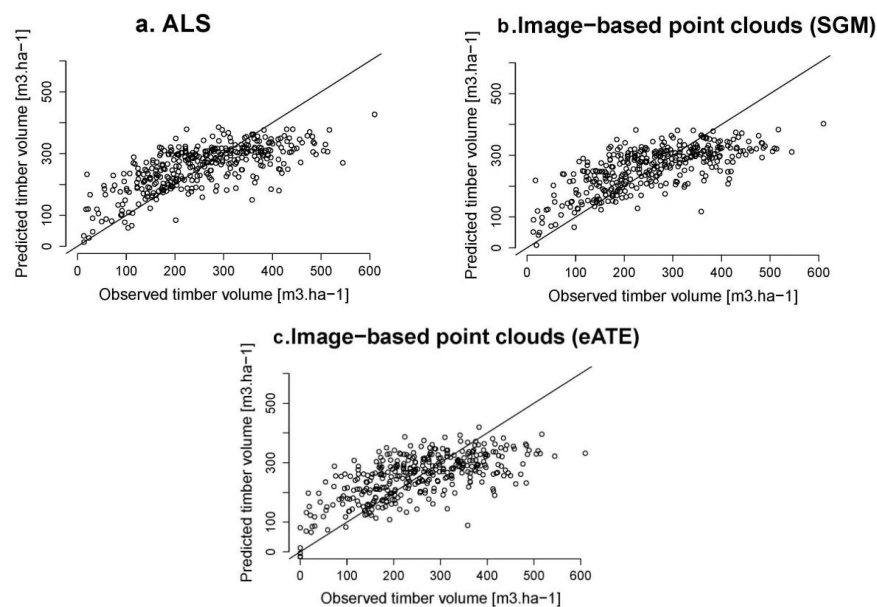 a. ALS
Predicted timber volume [m3.ha−1]
500
300
100
0
0 100 200 300 400 500 600
Observed timber volume [m3.ha−1]
b.Image−based point clouds (SGM)
Predicted timber volume [m3.ha−1]
500
300
100
0
0 100 200 300 400 500 600
Observed timber volume [m3.ha−1]
c.Image−based point clouds (eATE)
Predicted timber volume [m3.ha−1]
500
300
100
0
0 100 200 300 400 500 600
Observed timber volume [m3.ha−1]